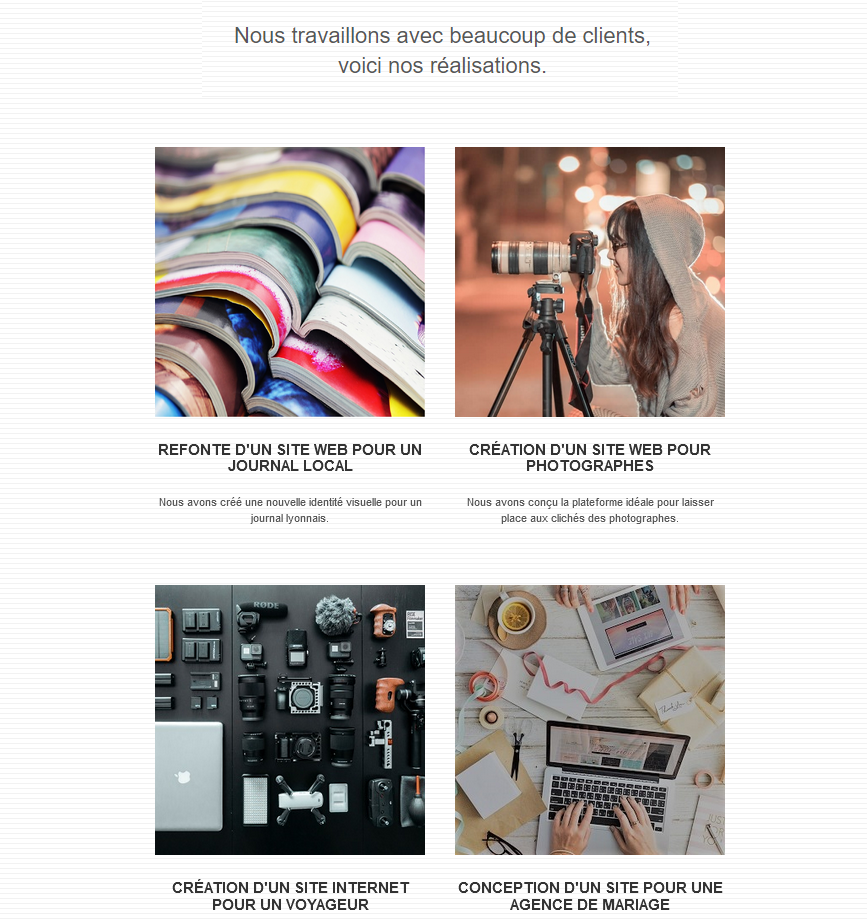 Nous travaillons avec beaucoup de clients,
voici nos réalisations.
REFONTE D'UN SITE WEB POUR UN
JOURNAL LOCAL
Nous avons créé une nouvelle identité visuelle pour un
journal lyonnais.
CRÉATION D'UN SITE WEB POUR
PHOTOGRAPHES
Nous avons conçu la plateforme idéale pour laisser
place aux clichés des photographes.
RØDE
Thank you
CRÉATION D'UN SITE INTERNET
POUR UN VOYAGEUR
CONCEPTION D'UN SITE POUR UNE
AGENCE DE MARIAGE